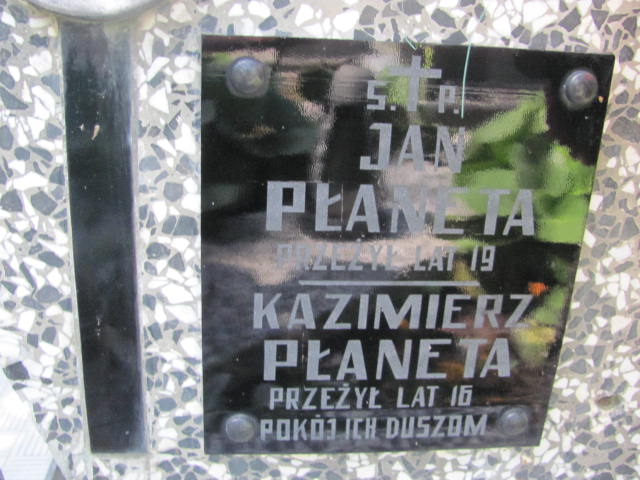 Ś. P.
JAN
PŁANETA
PRZEŻYŁ LAT 19
KAZIMIERZ
PŁANETA
PRZEŻYŁ LAT 16
POKÓJ ICH DUSZOM